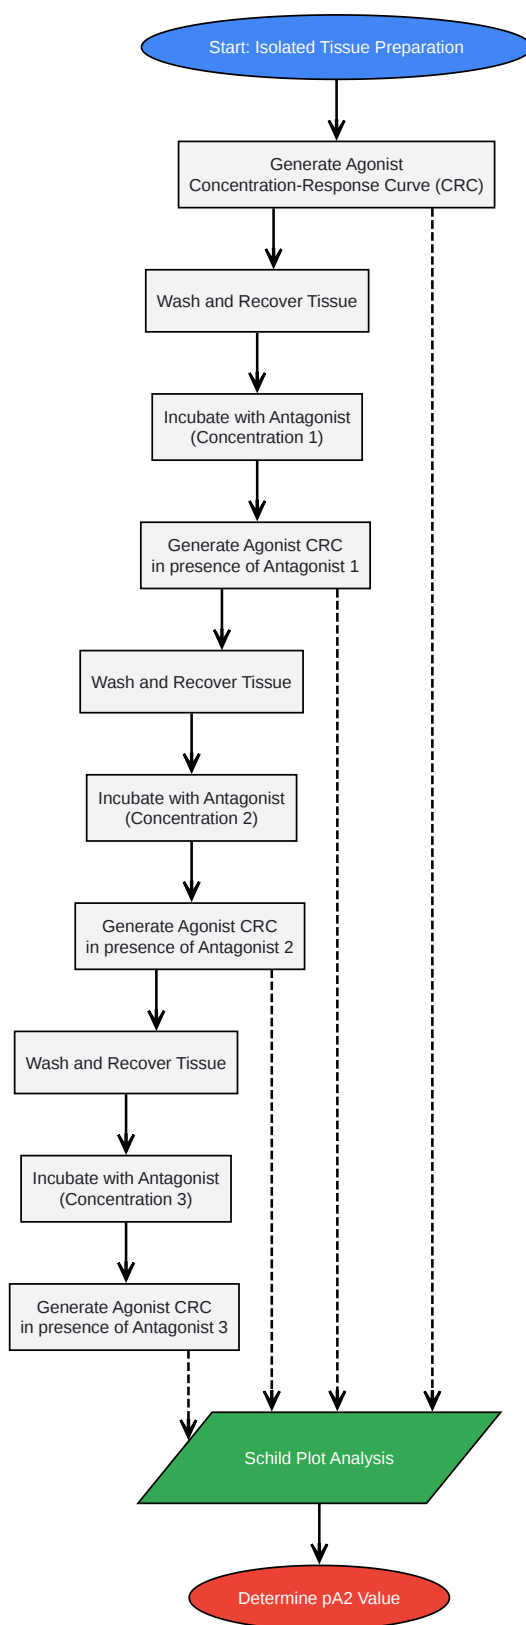 Start: Isolated Tissue Preparation
Generate Agonist
Concentration-Response Curve (CRC)
Wash and Recover Tissue
Incubate with Antagonist
(Concentration 1)
Generate Agonist CRC
in presence of Antagonist 1
Wash and Recover Tissue
Incubate with Antagonist
(Concentration 2)
Generate Agonist CRC
in presence of Antagonist 2
Wash and Recover Tissue
Incubate with Antagonist
(Concentration 3)
Generate Agonist CRC
in presence of Antagonist 3
Schild Plot Analysis
Determine pA2 Value